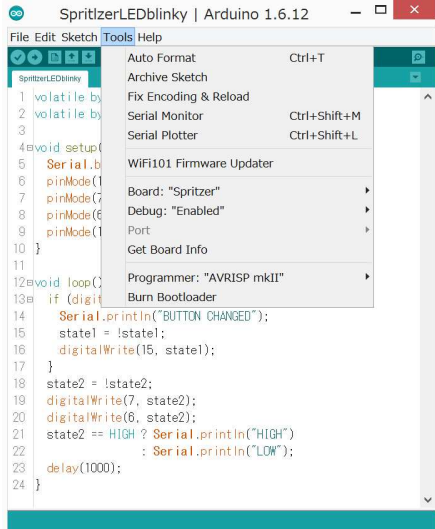 SpritlzerLEDblinky | Arduino 1.6.12
File Edit Sketch Tools Help
SpritlzerLEDblinky
Auto Format Ctrl+T
Archive Sketch
Fix Encoding & Reload
Serial Monitor Ctrl+Shift+M
Serial Plotter Ctrl+Shift+L
WiFi101 Firmware Updater
Board: "Spritzer"
Debug: "Enabled"
Port
Get Board Info
Programmer: "AVRISP mkII"
Burn Bootloader
1 volatile by
2 volatile by
3
4 void setup(
5 Serial.b
6 pinMode(1
7 pinMode(7
8 pinMode(6
9 pinMode(1
10 }
11
12 void loop()
13 if (digit
14 Serial.println("BUTTON CHANGED");
15 state1 = !state1;
16 digitalWrite(15, state1);
17 }
18 state2 = !state2;
19 digitalWrite(7, state2);
20 digitalWrite(6, state2);
21 state2 == HIGH ? Serial.println("HIGH")
22 : Serial.println("LOW");
23 delay(1000);
24 }